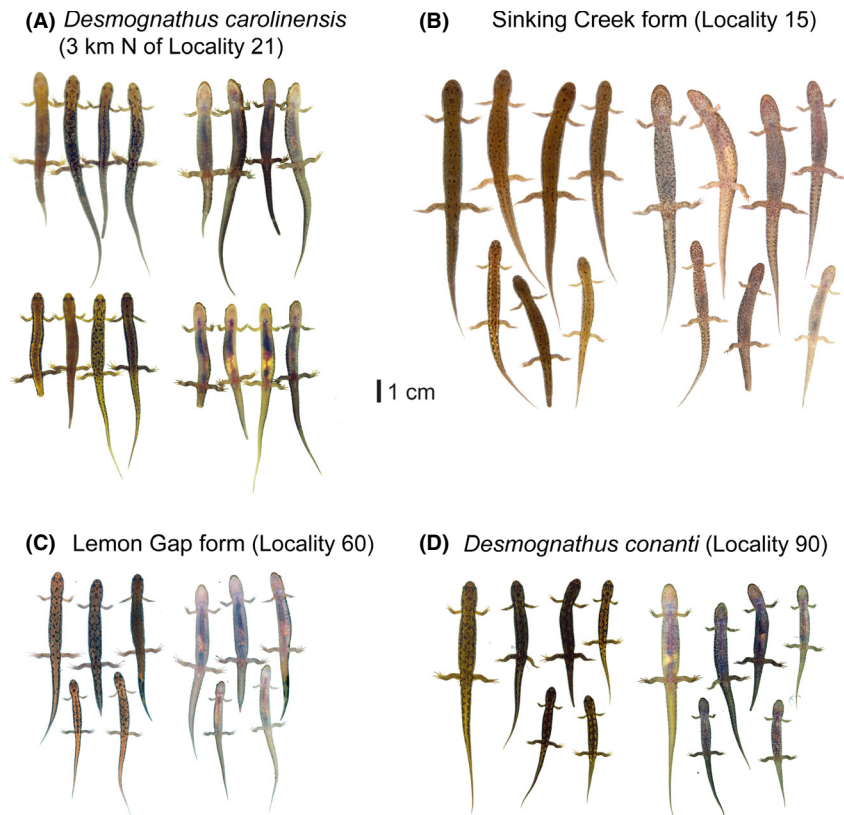 (A) Desmognathus carolinensis
(3 km N of Locality 21)
(B) Sinking Creek form (Locality 15)
1 cm
(C) Lemon Gap form (Locality 60)
(D) Desmognathus conanti (Locality 90)